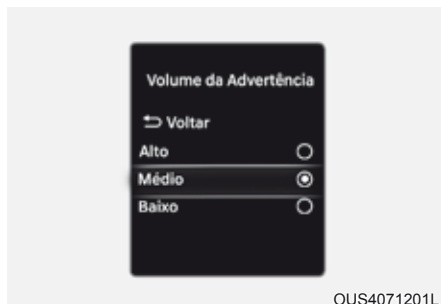 Volume da Advertência
Voltar
Alto
Médio
Baixo
OUS4071201L